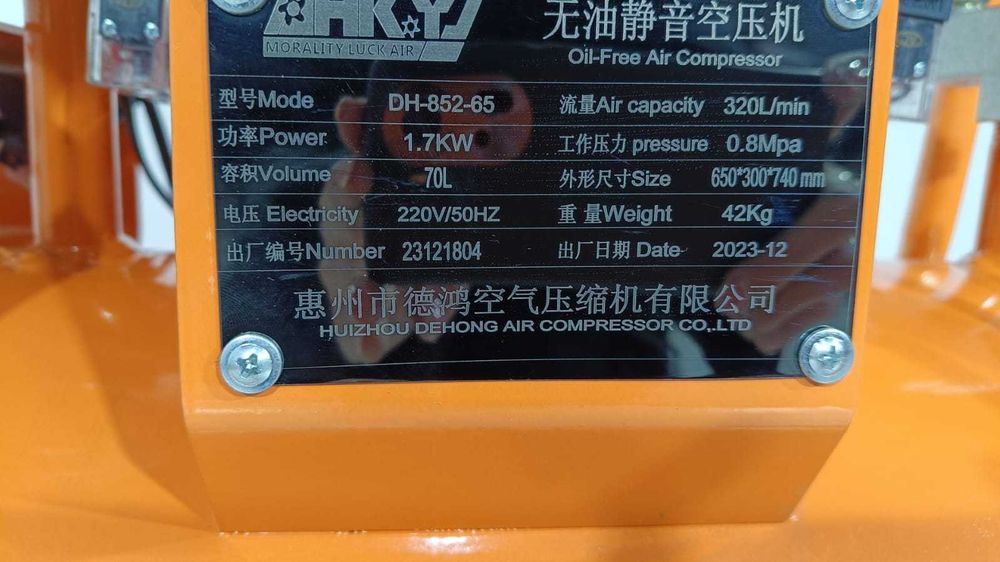 HKY
MORALITY LUCK AIR
无油静音空压机
Oil-Free Air Compressor
型号Mode DH-852-65 流量Air capacity 320L/min
功率Power 1.7KW 工作压力 pressure 0.8Mpa
容积Volume 70L 外形尺寸Size 650*300*740 mm
电压 Electricity 220V/50HZ 重 量Weight 42Kg
出厂编号Number 23121804 出厂日期 Date 2023-12
惠州市德鸿空气压缩机有限公司
HUIZHOU DEHONG AIR COMPRESSOR CO,.LTD